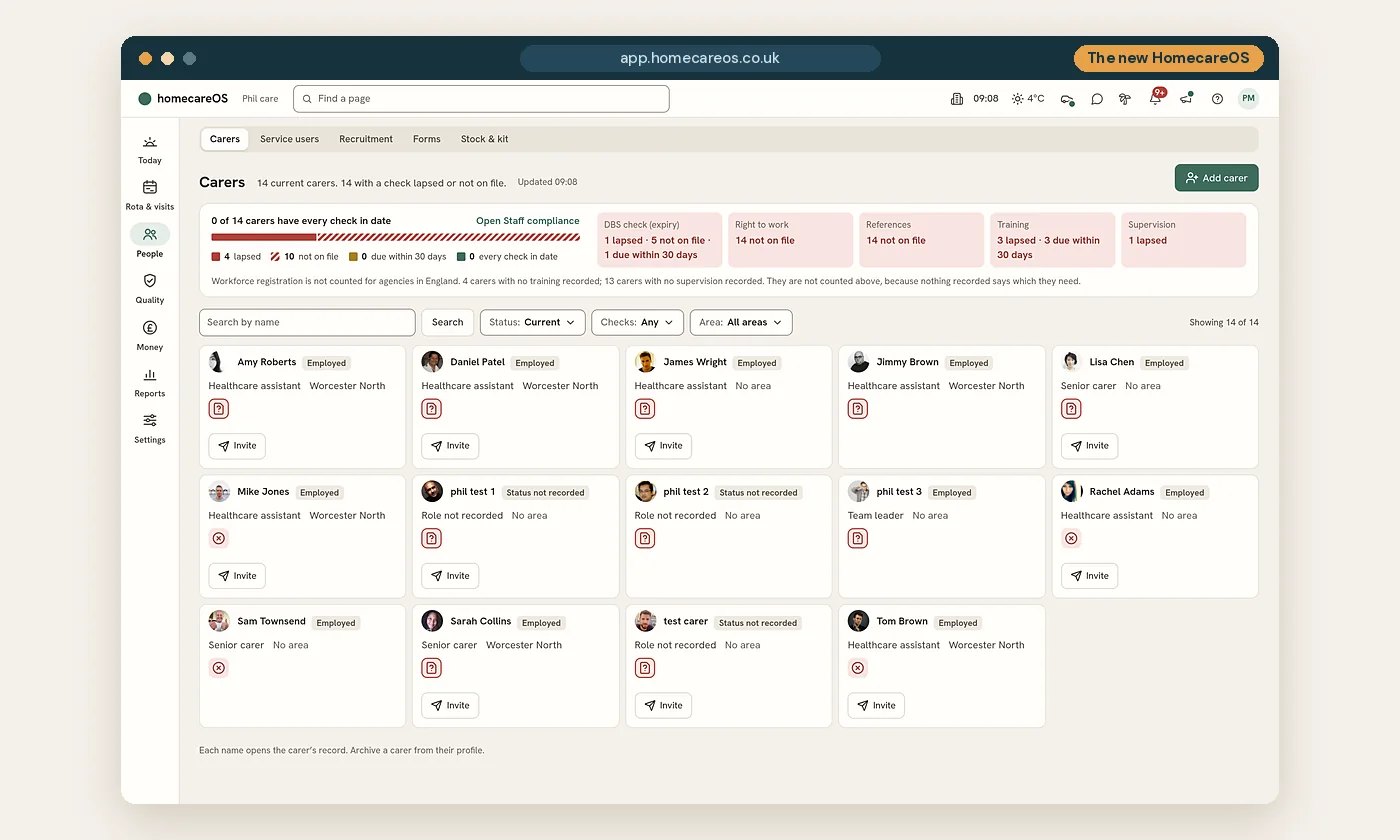 app.homecareos.co.uk
The new HomecareOS
homecareOS Phil care Find a page 09:08 4°C 9+ PM
Today
Rota & visits
People
Quality
Money
Reports
Settings
Carers Service users Recruitment Forms Stock & kit
Carers 14 current carers. 14 with a check lapsed or not on file. Updated 09:08
Add carer
0 of 14 carers have every check in date Open Staff compliance
4 lapsed 10 not on file 0 due within 30 days 0 every check in date
DBS check (expiry)
1 lapsed · 5 not on file ·
1 due within 30 days
Right to work
14 not on file
References
14 not on file
Training
3 lapsed · 3 due within
30 days
Supervision
1 lapsed
Workforce registration is not counted for agencies in England. 4 carers with no training recorded; 13 carers with no supervision recorded. They are not counted above, because nothing recorded says which they need.
Search by name Search Status: Current Checks: Any Area: All areas Showing 14 of 14
Amy Roberts Employed
Healthcare assistant Worcester North
Invite
Daniel Patel Employed
Healthcare assistant Worcester North
Invite
James Wright Employed
Healthcare assistant No area
Invite
Jimmy Brown Employed
Healthcare assistant Worcester North
Lisa Chen Employed
Senior carer No area
Invite
Mike Jones Employed
Healthcare assistant Worcester North
Invite
phil test 1 Status not recorded
Role not recorded No area
Invite
phil test 2 Status not recorded
Role not recorded No area
phil test 3 Employed
Team leader No area
Rachel Adams Employed
Healthcare assistant No area
Invite
Sam Townsend Employed
Senior carer No area
Sarah Collins Employed
Senior carer Worcester North
Invite
test carer Status not recorded
Role not recorded No area
Invite
Tom Brown Employed
Healthcare assistant Worcester North
Invite
Each name opens the carer's record. Archive a carer from their profile.